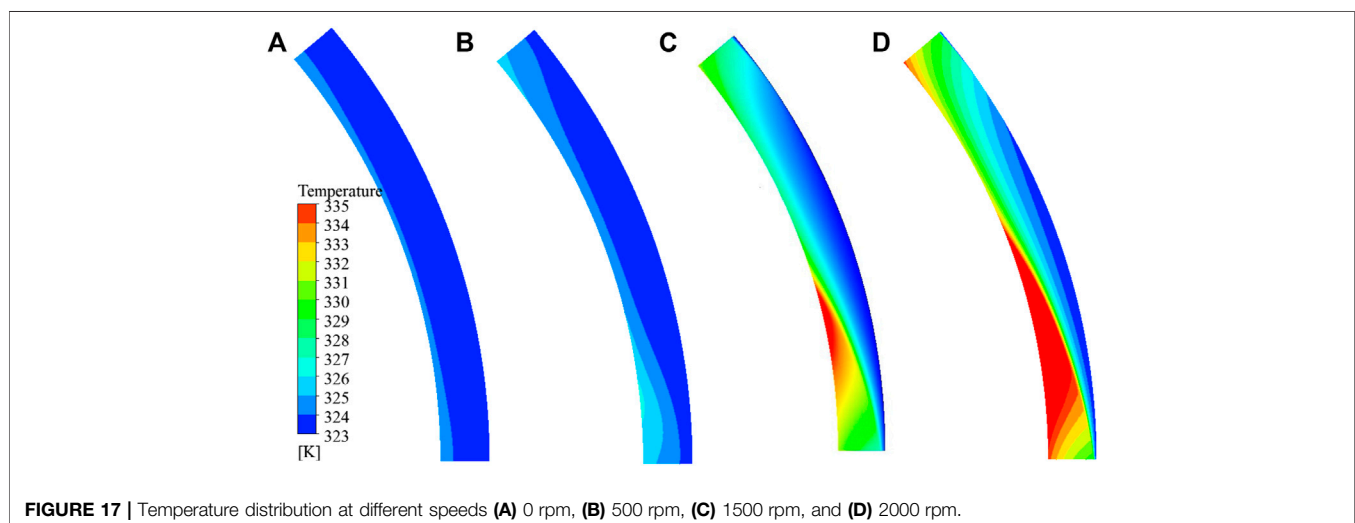 A
B
C
D
Temperature
335
334
333
332
331
330
329
328
327
326
325
324
323
[K]
FIGURE 17 | Temperature distribution at different speeds (A) 0 rpm, (B) 500 rpm, (C) 1500 rpm, and (D) 2000 rpm.